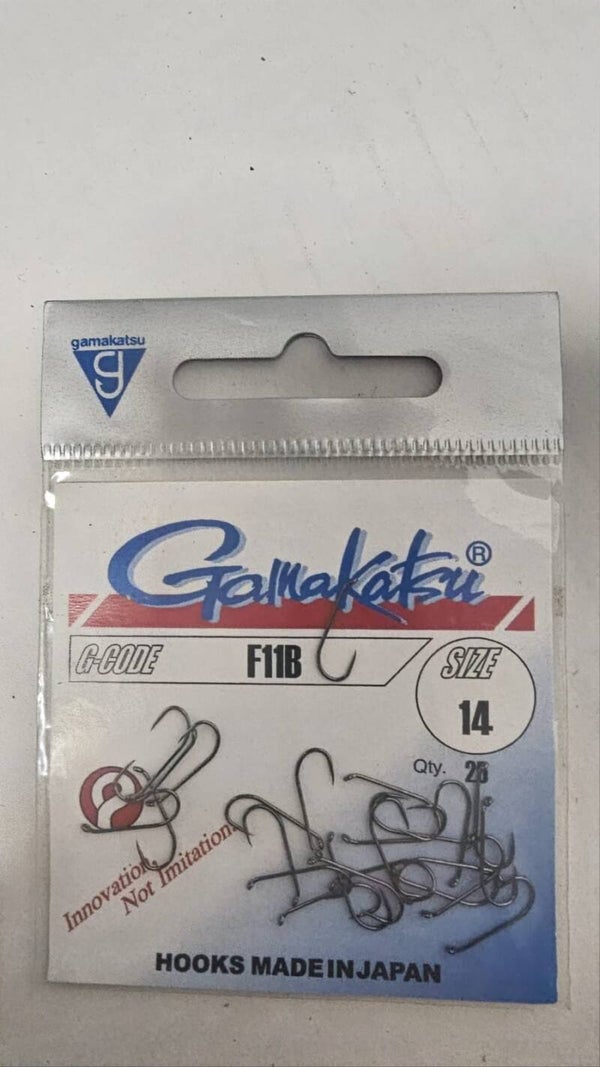 gamakatsu
g
Gamakatsu®
G-CODE F11B SIZE
14
Qty. 25
Innovation
Not Imitation
HOOKS MADE IN JAPAN